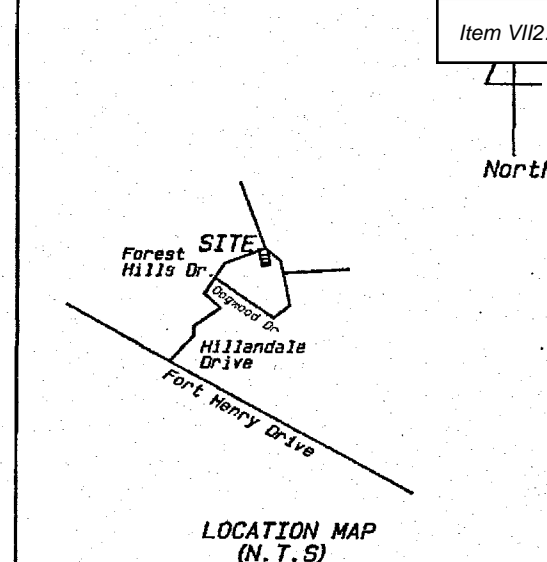 Item VII2.
North
SITE
Forest
Hills Dr.
Dogwood Dr
Hillandale
Drive
Fort Henry Drive
LOCATION MAP
(N.T.S)